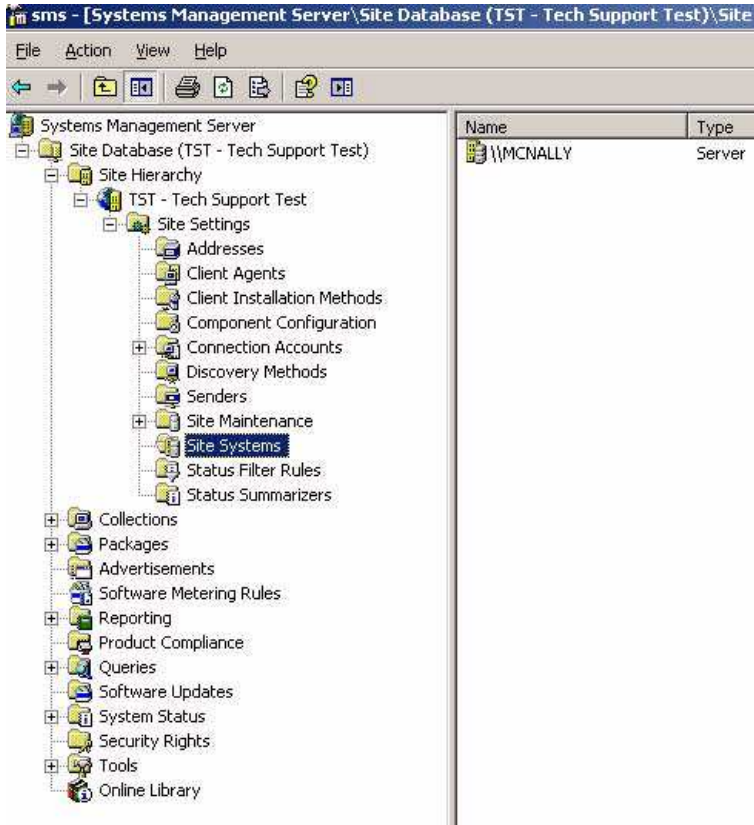 sms - [Systems Management Server\Site Database (TST - Tech Support Test)\Site
File Action View Help
Systems Management Server
Site Database (TST - Tech Support Test)
Site Hierarchy
TST - Tech Support Test
Site Settings
Addresses
Client Agents
Client Installation Methods
Component Configuration
Connection Accounts
Discovery Methods
Senders
Site Maintenance
Site Systems
Status Filter Rules
Status Summarizers
Collections
Packages
Advertisements
Software Metering Rules
Reporting
Product Compliance
Queries
Software Updates
System Status
Security Rights
Tools
Online Library
Name Type
\\MCNALLY Server